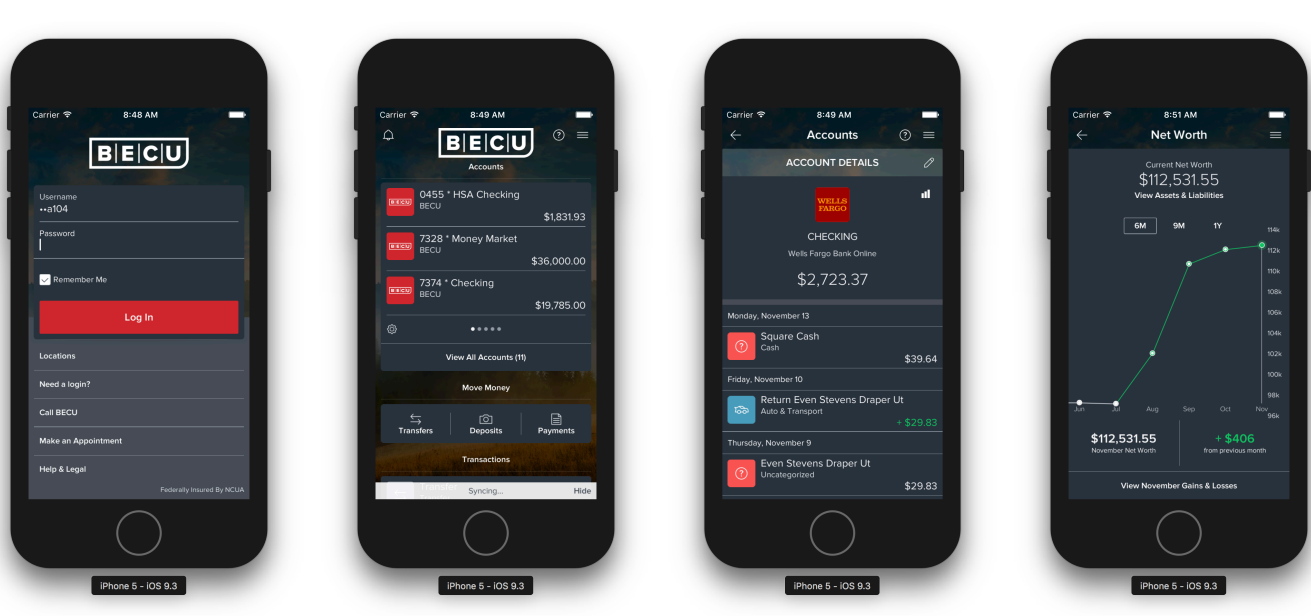 Carrier 8:48 AM
BECU
Username
••a104
Password
Remember Me
Log In
Locations
Need a login?
Call BECU
Make an Appointment
Help & Legal
Federally Insured By NCUA
iPhone 5 - iOS 9.3
Carrier 8:49 AM
BECU
Accounts
BECU
0455 * HSA Checking
BECU
$1,831.93
BECU
7328 * Money Market
BECU
$36,000.00
BECU
7374 * Checking
BECU
$19,785.00
View All Accounts (11)
Move Money
Transfers Deposits Payments
Transactions
Syncing... Hide
iPhone 5 - iOS 9.3
Carrier 8:49 AM
Accounts
ACCOUNT DETAILS
WELLS
FARGO
CHECKING
Wells Fargo Bank Online
$2,723.37
Monday, November 13
Square Cash
Cash
$39.64
Friday, November 10
Return Even Stevens Draper Ut
Auto & Transport
+ $29.83
Thursday, November 9
Even Stevens Draper Ut
Uncategorized
$29.83
iPhone 5 - iOS 9.3
Carrier 8:51 AM
Net Worth
Current Net Worth
$112,531.55
View Assets & Liabilities
6M 9M 1Y
114k
112k
110k
108k
106k
104k
102k
100k
98k
96k
Jun Jul Aug Sep Oct Nov
$112,531.55
November Net Worth
+ $406
from previous month
View November Gains & Losses
iPhone 5 - iOS 9.3